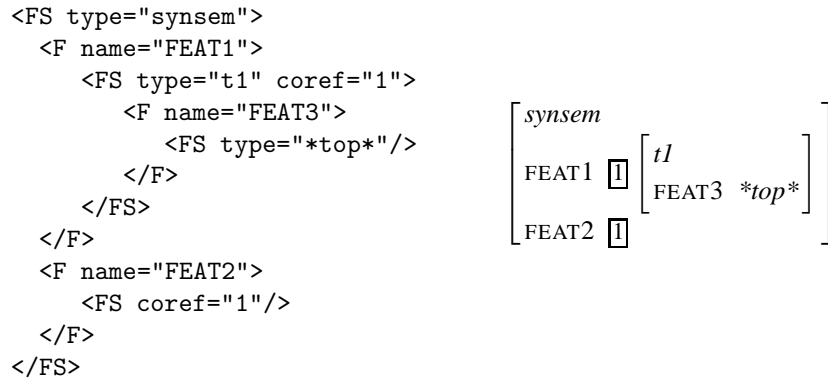 <FS type="synsem">
<F name="FEAT1">
<FS type="t1" coref="1">
<F name="FEAT3">
<FS type="*top*"/>
</F>
</FS>
</F>
<F name="FEAT2">
<FS coref="1"/>
</F>
</FS>
synsem
FEAT1 1
t1
FEAT3 *top*
FEAT2 1